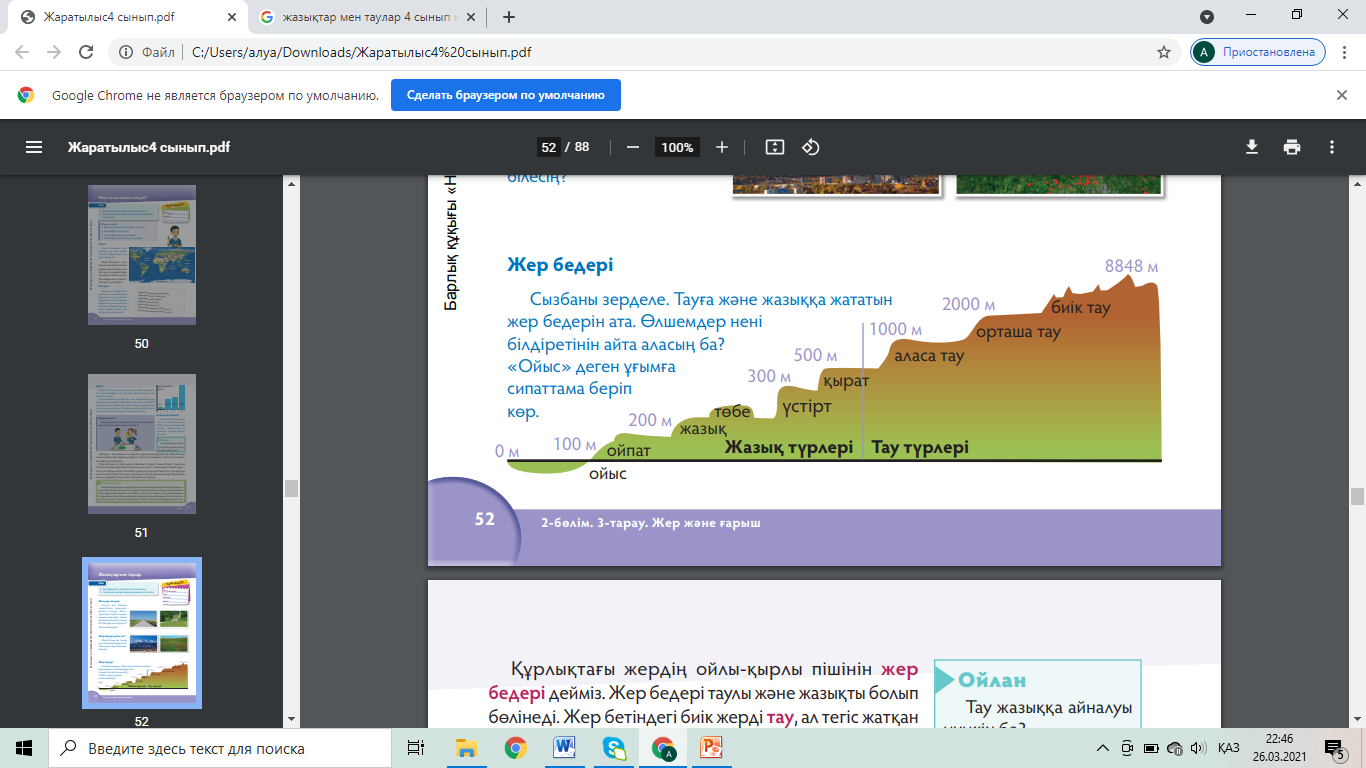 Жаратылыс4 сынып.pdf
жазықтар мен таулар 4 сынып
Файл
C:/Users/алуа/Downloads/Жаратылыс4%20сынып.pdf
A Приостановлена
Google Chrome не является браузером по умолчанию.
Сделать браузером по умолчанию
Жаратылыс4 сынып.pdf
52 / 88
100%
50
51
52
Барлық құқығы «Н
білесің?
Жер бедері
Сызбаны зерделе. Тауға және жазыққа жататын
жер бедерін ата. Өлшемдер нені
білдіретінін айта аласың ба?
«Ойыс» деген ұғымға
сипаттама беріп
көр.
8848 м
2000 м
биік тау
1000 м
орташа тау
500 м
аласа тау
300 м
қырат
200 м
төбе
үстірт
жазық
0 м
100 м
ойпат
Жазық түрлері
Тау түрлері
ойыс
52
2-бөлім. 3-тарау. Жер және ғарыш
Құрлықтағы жердің ойлы-қырлы пішінін жер
бедері дейміз. Жер бедері таулы және жазықты болып
бөлінеді. Жер бетіндегі биік жерді тау, ал тегіс жатқан
Ойлан
Тау жазыққа айналуы
Введите здесь текст для поиска
ҚАЗ
22:46
26.03.2021
5